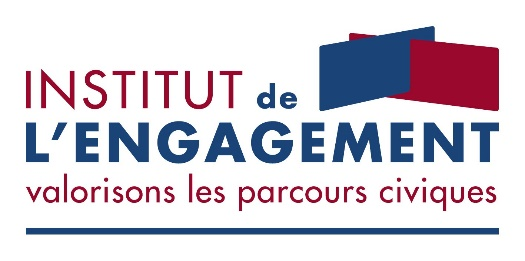 INSTITUT de
L'ENGAGEMENT
valorisons les parcours civiques